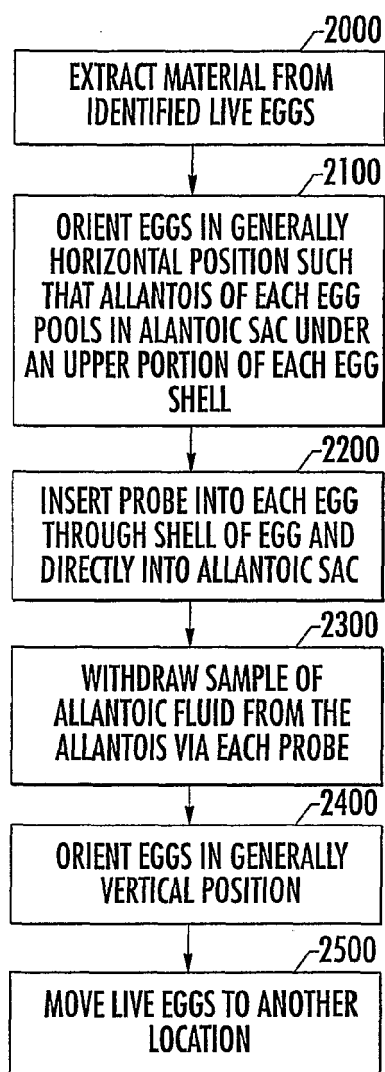 2000
EXTRACT MATERIAL FROM
IDENTIFIED LIVE EGGS
2100
ORIENT EGGS IN GENERALLY
HORIZONTAL POSITION SUCH
THAT ALLANTOIS OF EACH EGG
POOLS IN ALANTOIC SAC UNDER
AN UPPER PORTION OF EACH EGG
SHELL
2200
INSERT PROBE INTO EACH EGG
THROUGH SHELL OF EGG AND
DIRECTLY INTO ALLANTOIC SAC
2300
WITHDRAW SAMPLE OF
ALLANTOIC FLUID FROM THE
ALLANTOIS VIA EACH PROBE
2400
ORIENT EGGS IN GENERALLY
VERTICAL POSITION
2500
MOVE LIVE EGGS TO ANOTHER
LOCATION